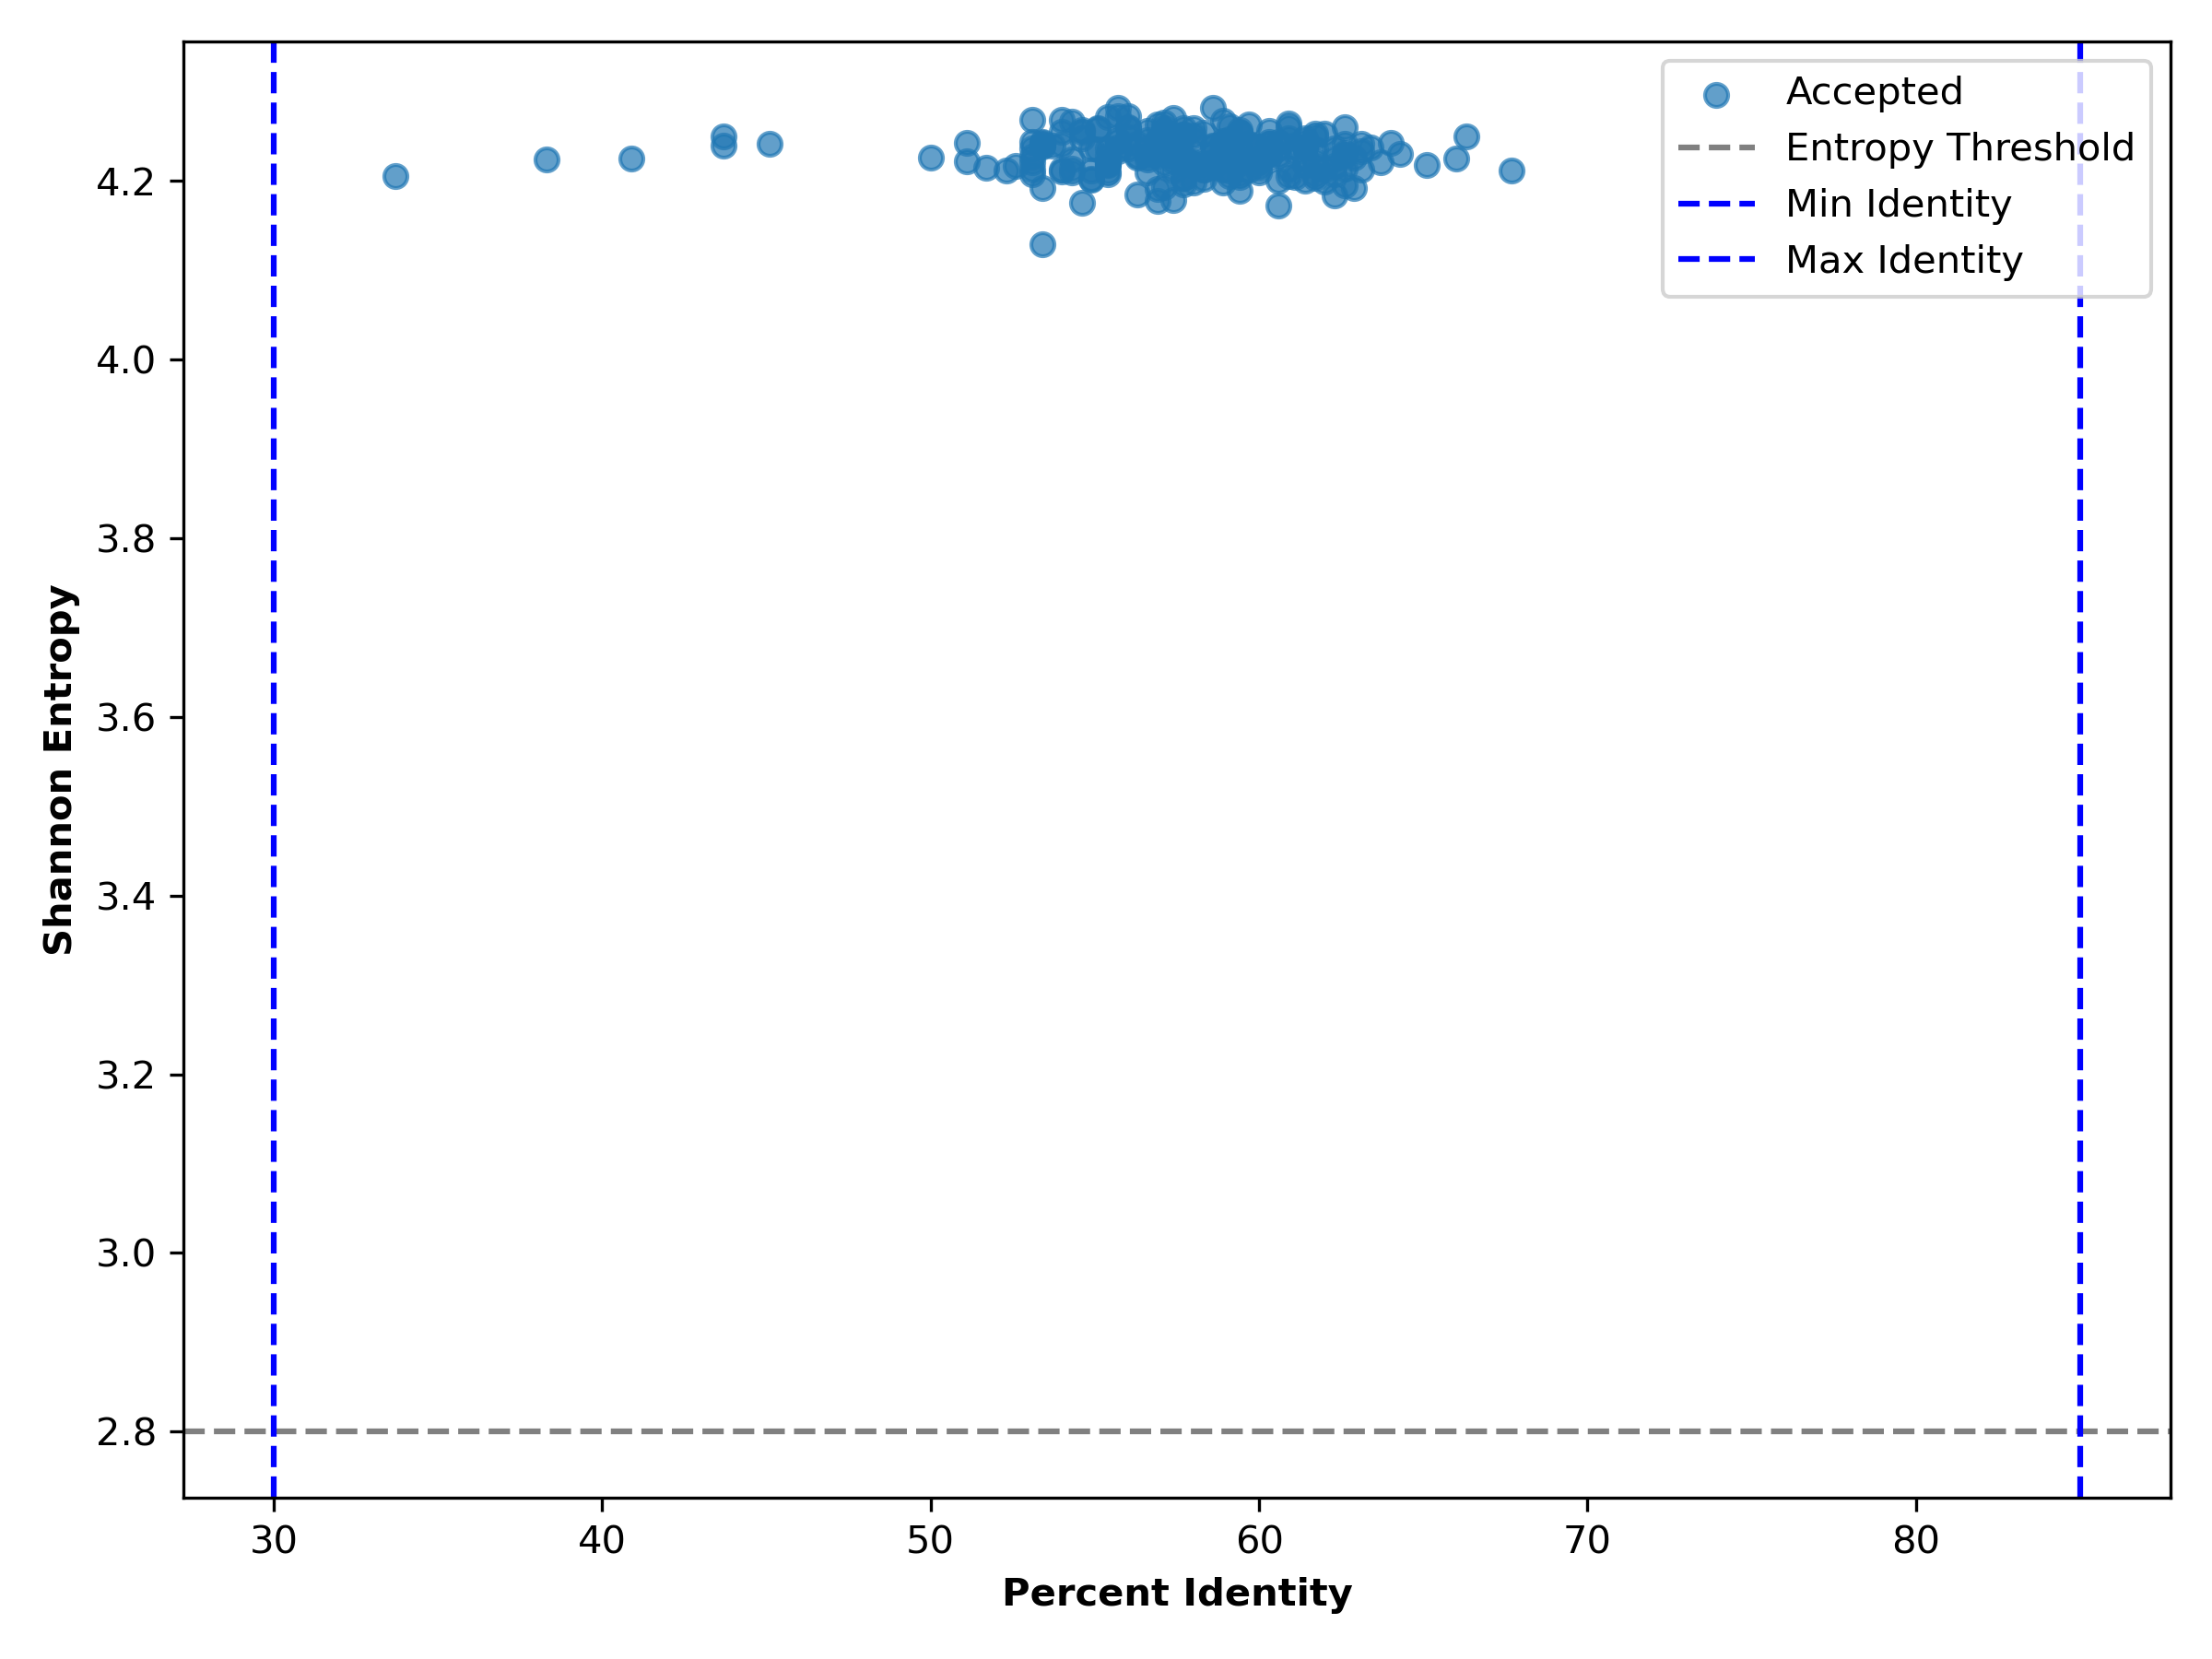 Accepted
Entropy Threshold
Min Identity
Max Identity
4.2
4.0
3.8
3.6
3.4
3.2
3.0
2.8
Shannon Entropy
30 40 50 60 70 80
Percent Identity